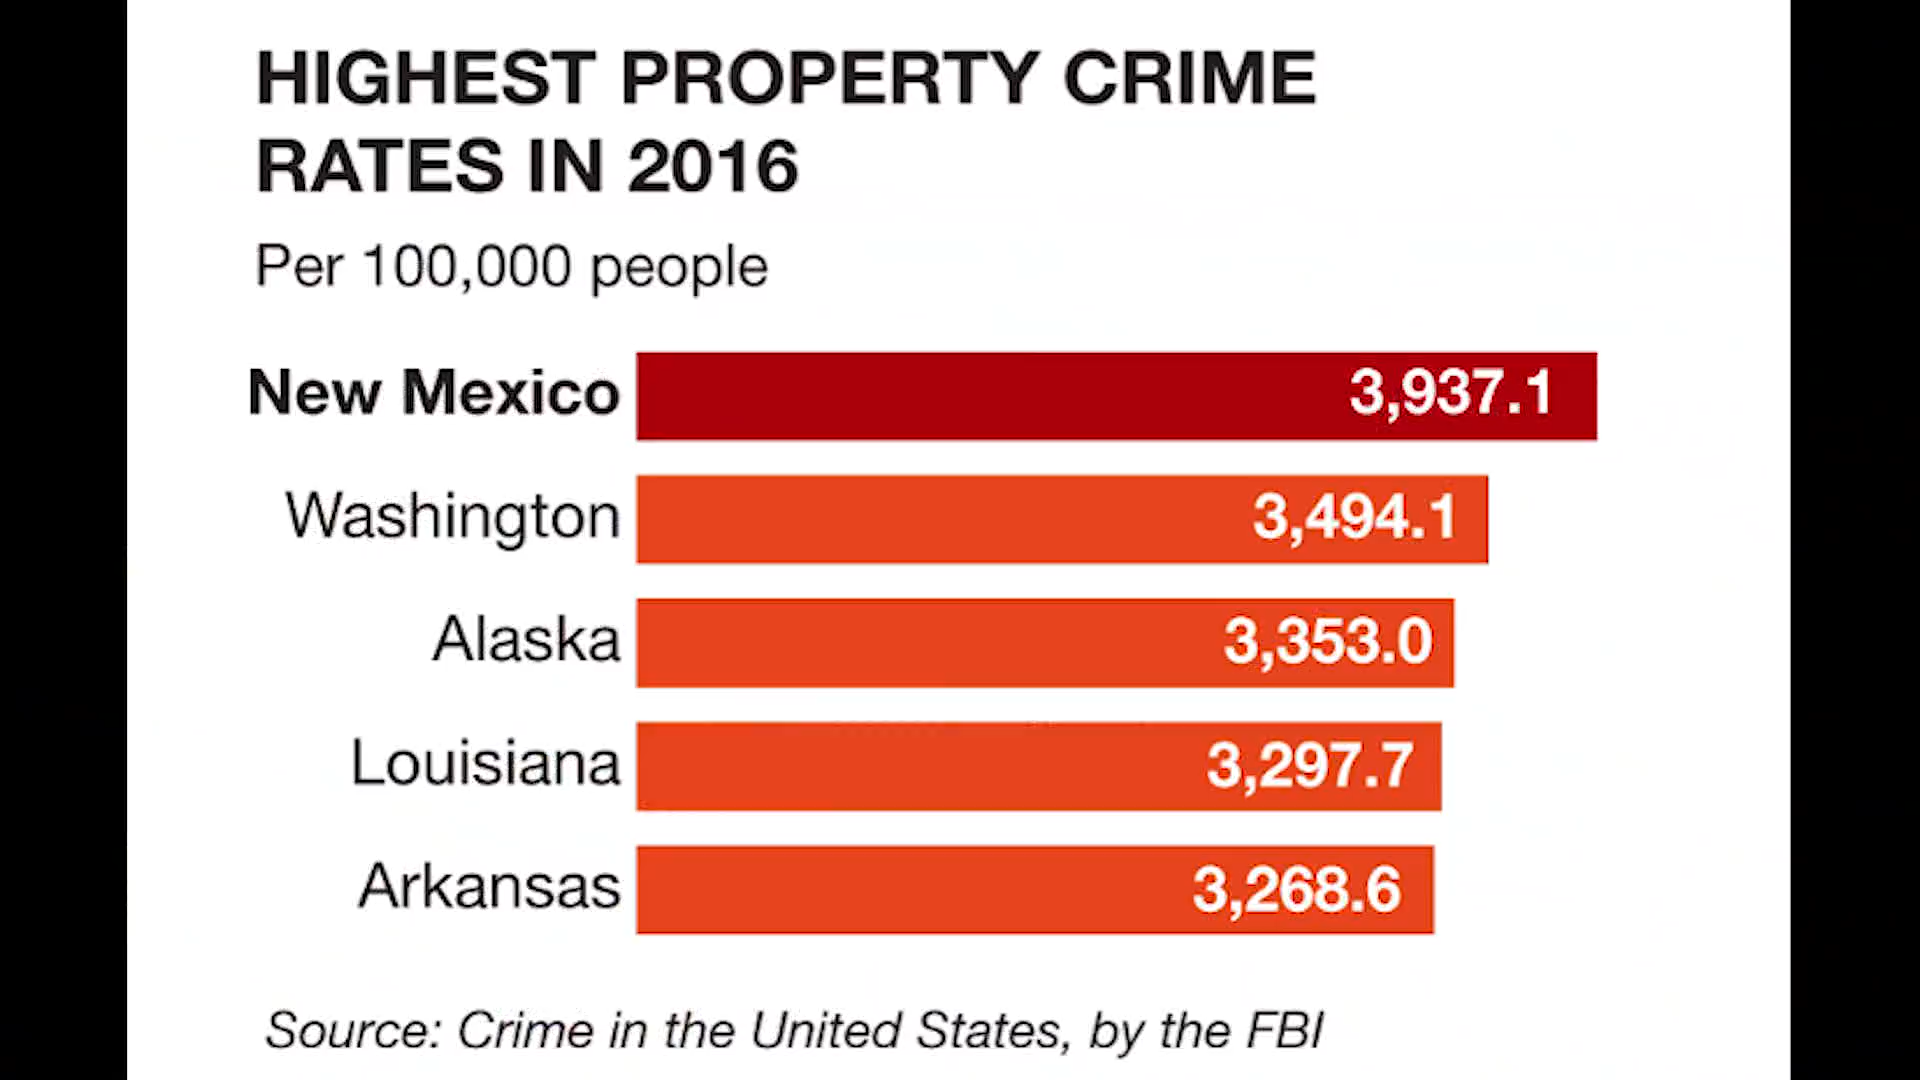 HIGHEST PROPERTY CRIME
RATES IN 2016
Per 100,000 people
New Mexico 3,937.1
Washington 3,494.1
Alaska 3,353.0
Louisiana 3,297.7
Arkansas 3,268.6
Source: Crime in the United States, by the FBI